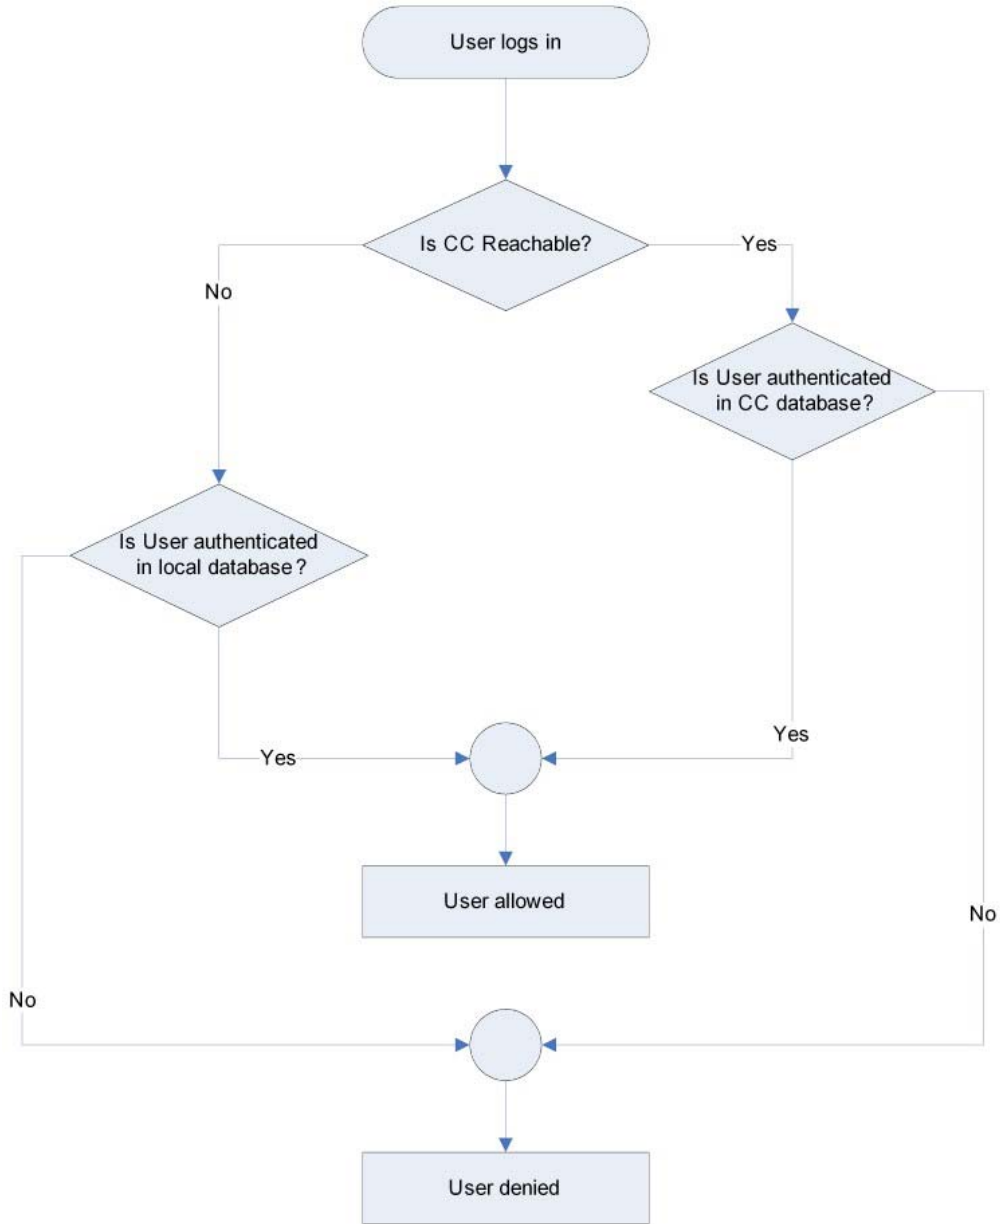 User logs in
Is CC Reachable?
Yes
No
Is User authenticated
in CC database?
Is User authenticated
in local database?
Yes
Yes
User allowed
No
No
User denied